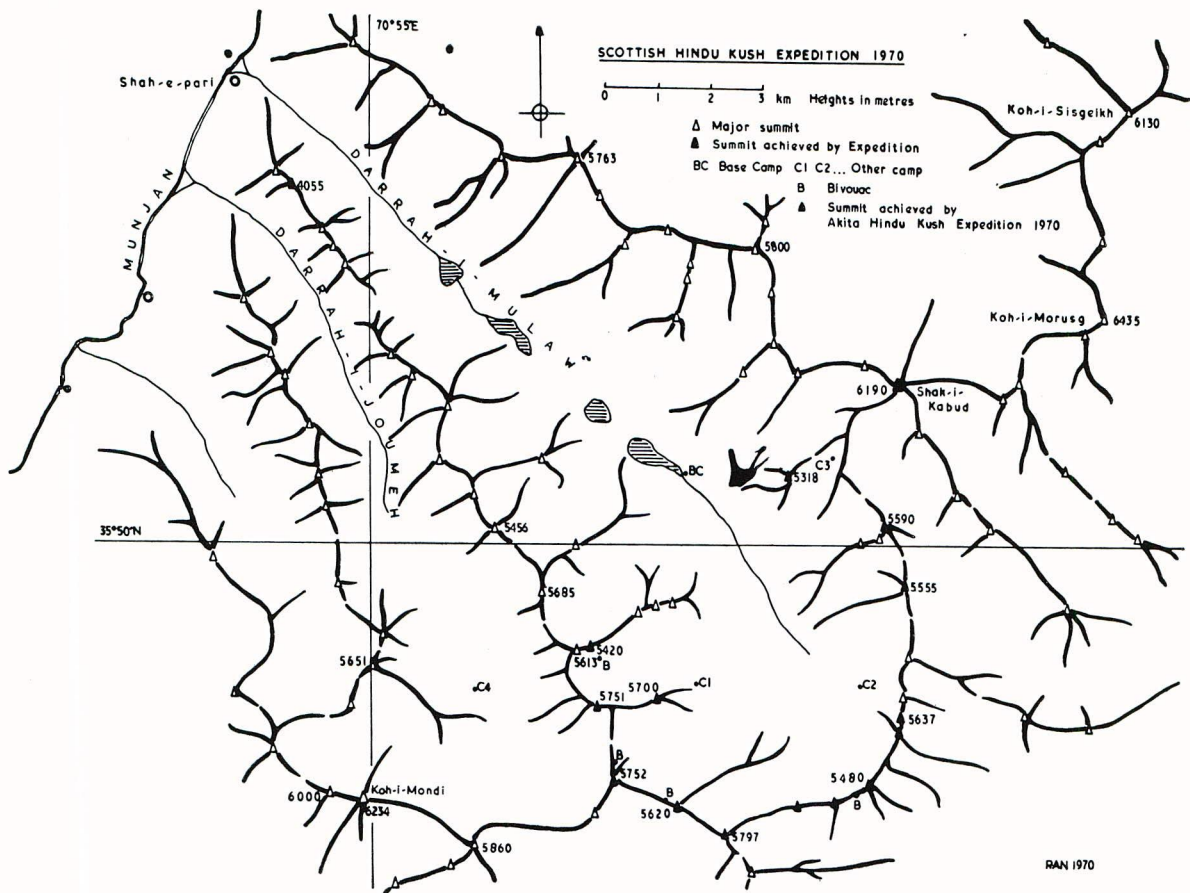 70°55'E
SCOTTISH HINDU KUSH EXPEDITION 1970
0 1 2 3 km Heights in metres
Major summit
Summit achieved by Expedition
BC Base Camp C1 C2... Other camp
B Bivouac
Summit achieved by
Akita Hindu Kush Expedition 1970
Shah-e-pari
Koh-i-Sisgeikh
6130
5763
4055
MUNJAN
DARRAH-I-MULAW
DARRAH-I-JOUMEH
5800
Koh-i-Morusg
6435
6190
Shak-i-
Kabud
C3
5318
BC
5456
5590
35°50'N
5685
5555
5420
5613
B
5651
C4
5751
5700
C1
C2
5637
B
5752
5480
B
B
5620
Koh-i-Mondi
6000
6234
5797
5860
RAN 1970